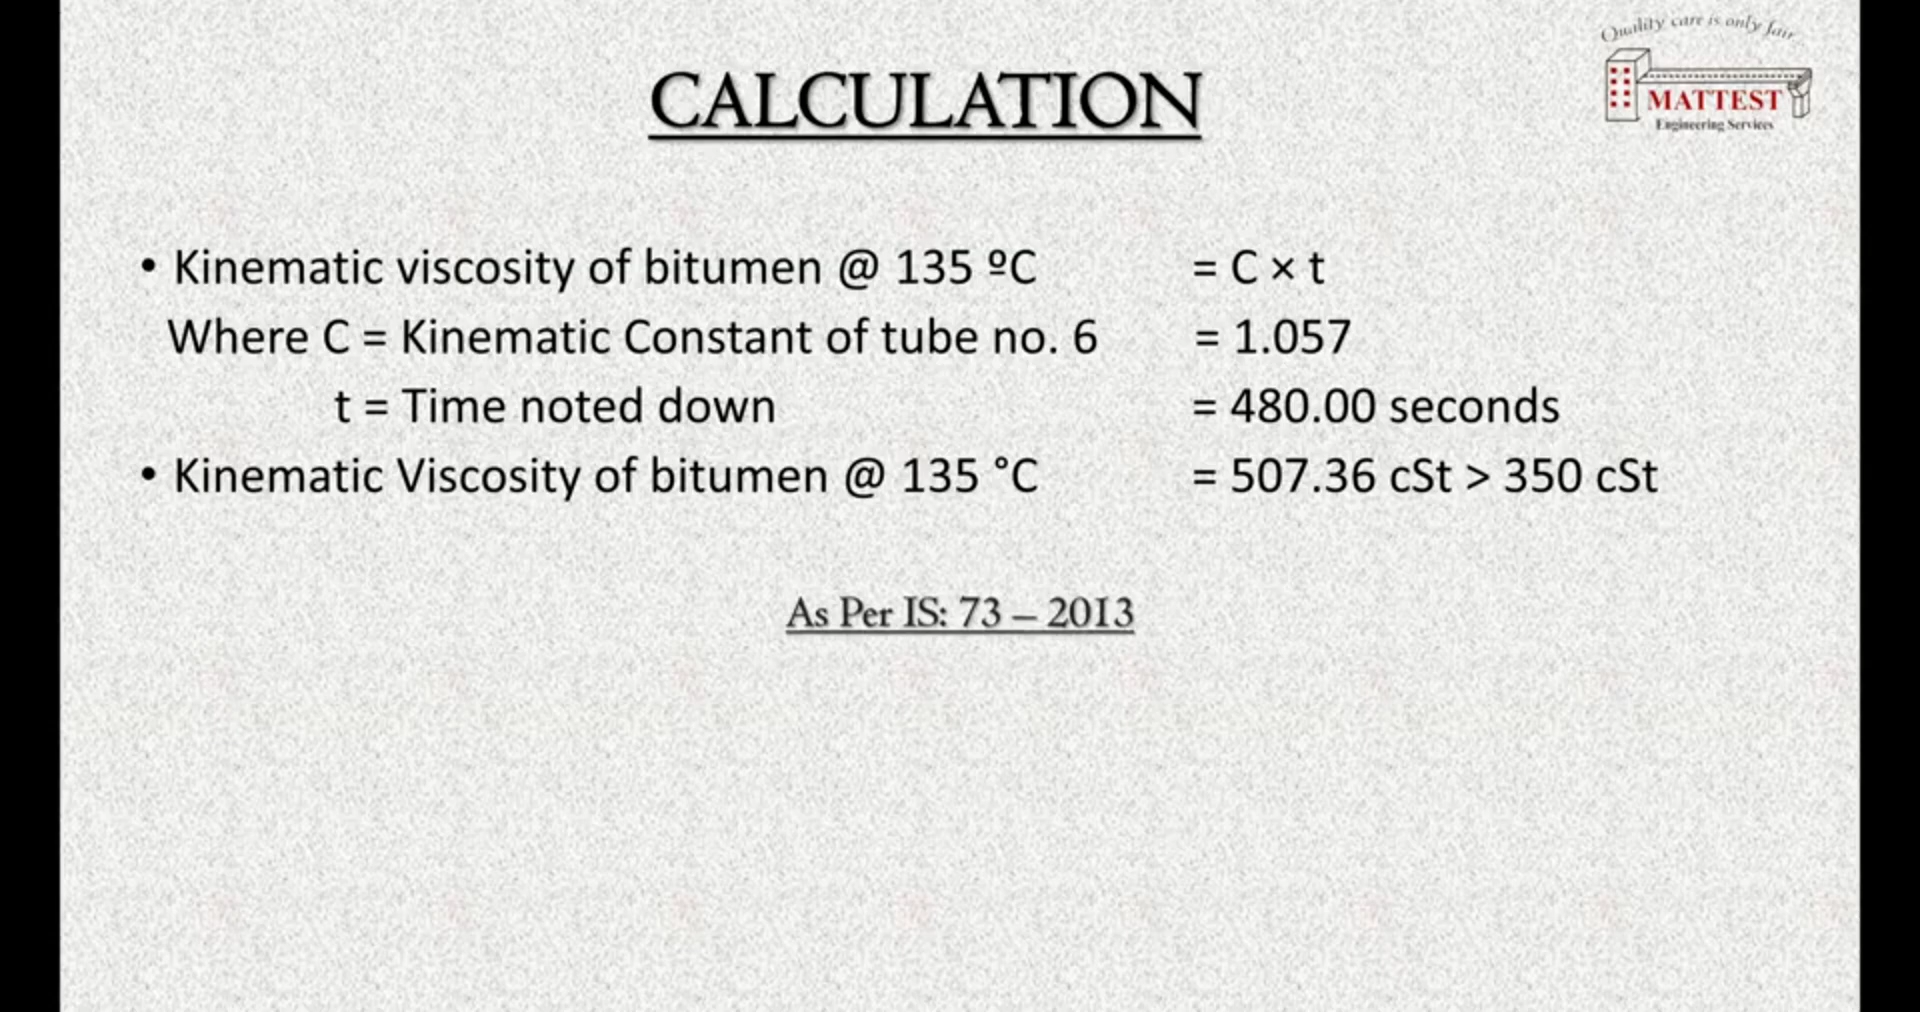 Quality care is only fair...
MATTEST
Engineering Services
CALCULATION
• Kinematic viscosity of bitumen @ 135 ºC = C × t
Where C = Kinematic Constant of tube no. 6 = 1.057
t = Time noted down = 480.00 seconds
• Kinematic Viscosity of bitumen @ 135 °C = 507.36 cSt > 350 cSt
As Per IS: 73 – 2013